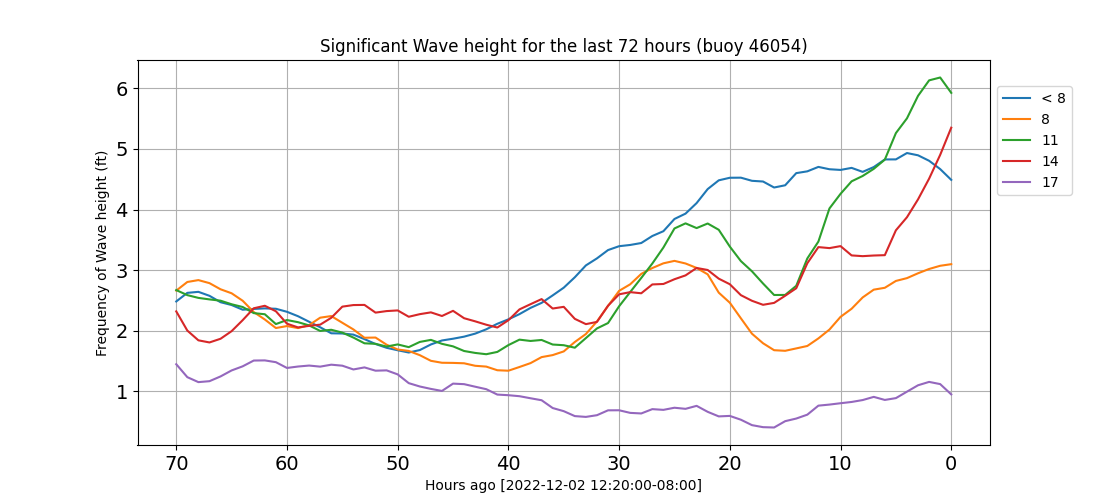 Significant Wave height for the last 72 hours (buoy 46054)
Frequency of Wave height (ft)
6
5
4
3
2
1
70 60 50 40 30 20 10 0
Hours ago [2022-12-02 12:20:00-08:00]
< 8
8
11
14
17